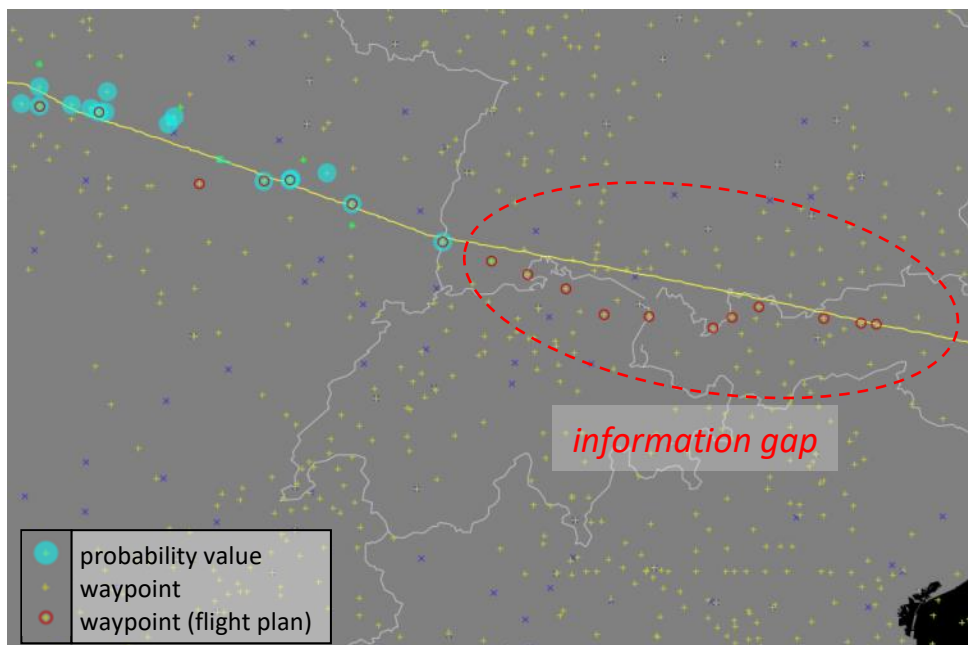 information gap
probability value
waypoint
waypoint (flight plan)